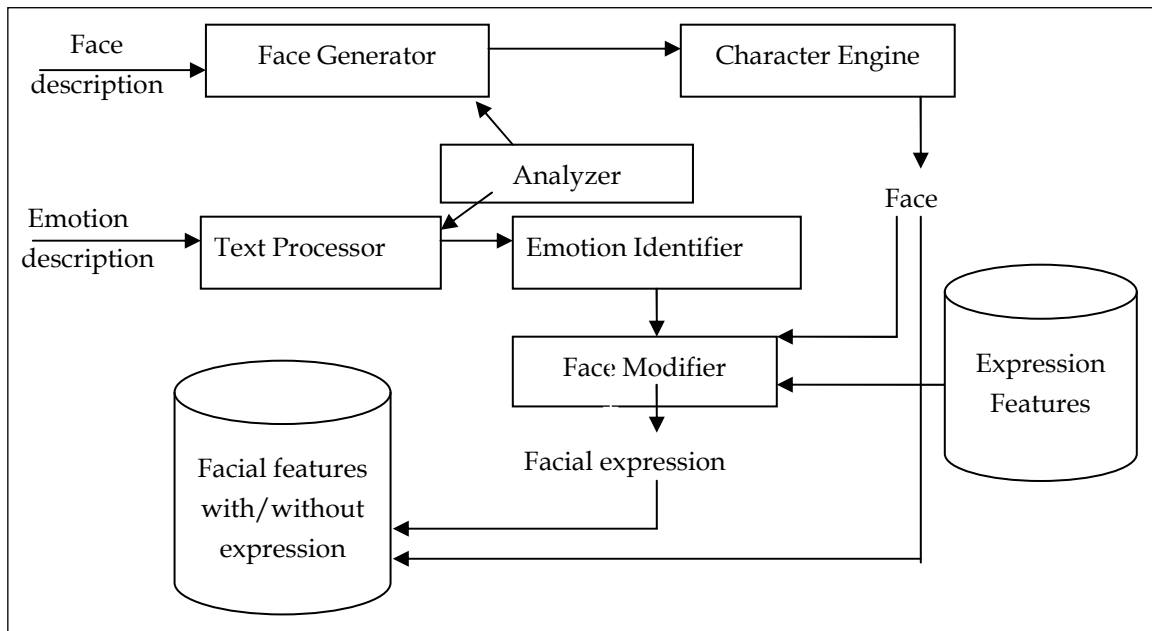 Face
description
Face Generator
Character Engine
Analyzer
Face
Emotion
description
Text Processor
Emotion Identifier
Face Modifier
Expression
Features
Facial expression
Facial features
with/without
expression